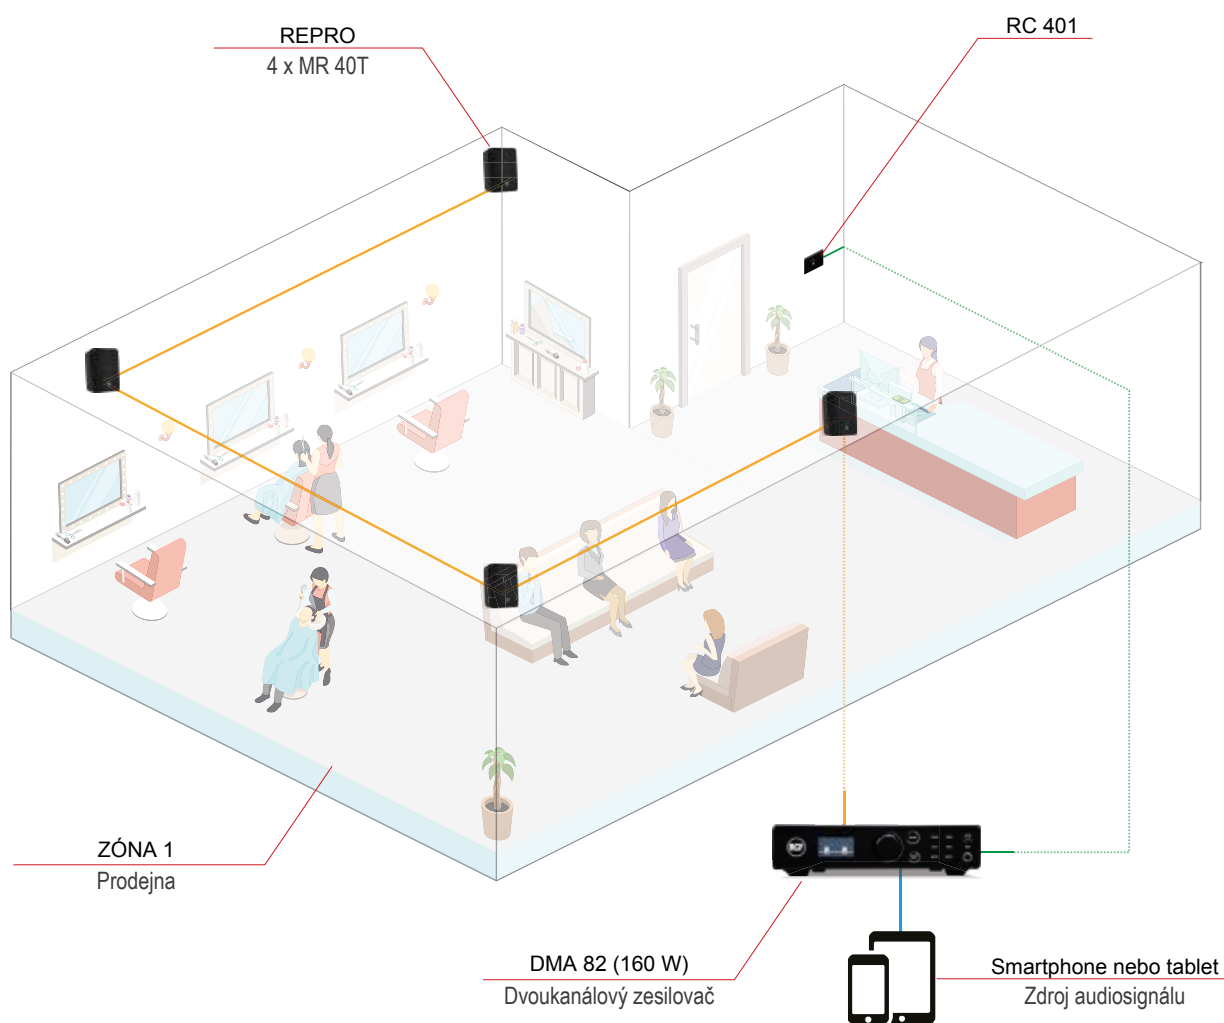 REPRO
4 x MR 40T
RC 401
ZÓNA 1
Prodejna
DMA 82 (160 W)
Dvoukanálový zesilovač
Smartphone nebo tablet
Zdroj audiosignálu
RCF